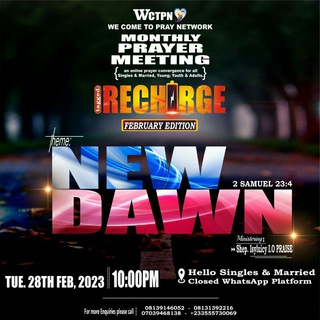 WCTPN
WE COME TO PRAY NETWORK
MONTHLY
PRAYER
MEETING
{ an online prayer convergence for all
Singles & Married, Young; Youth & Adults. }
(tagged)
RECHARGE
FEBRUARY EDITION
theme:
NEW
DAWN
2 SAMUEL 23:4
Ministering:
Shep. Isyluicy I.O PRAISE
TUE. 28TH FEB, 2023 | 10:00PM
Hello Singles & Married
Closed WhatsApp Platform
For more Enquiries please call
08139146052 - 08131392216
07039468138 - +233555730069